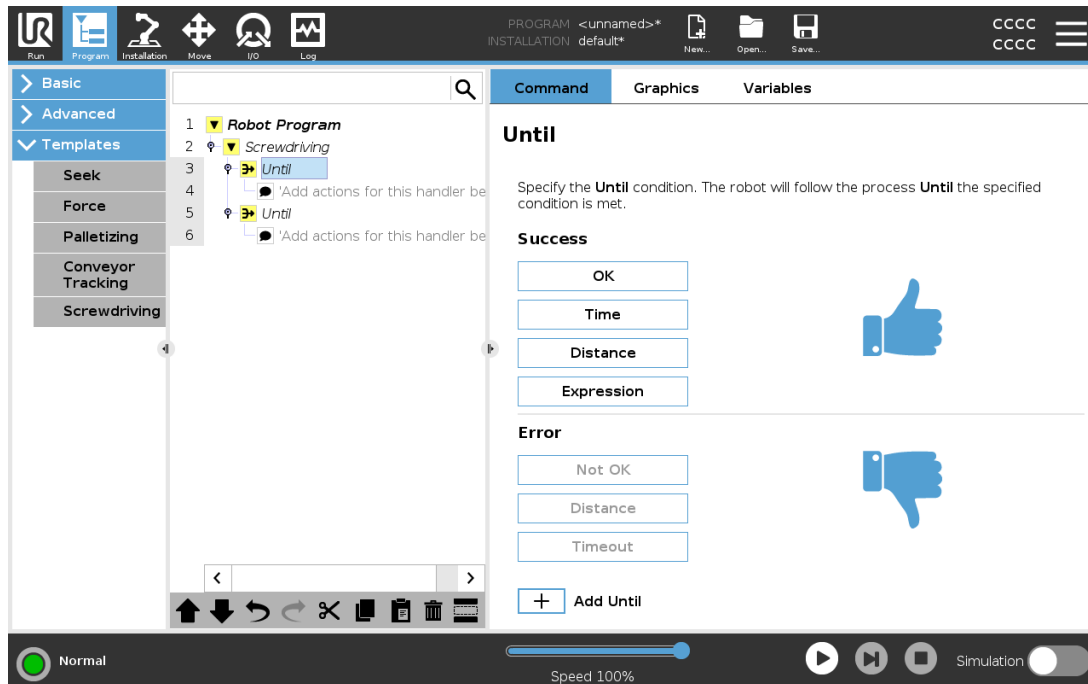 PROGRAM <unnamed>*
INSTALLATION default*
CCCC
CCCC
Run
Program
Installation
Move
I/O
Log
New...
Open...
Save...
Basic
Advanced
Templates
Seek
Force
Palletizing
Conveyor
Tracking
Screwdriving
1 Robot Program
2 Screwdriving
3 Until
4 'Add actions for this handler be
5 Until
6 'Add actions for this handler be
Command Graphics Variables
Until
Specify the Until condition. The robot will follow the process Until the specified
condition is met.
Success
OK
Time
Distance
Expression
Error
Not OK
Distance
Timeout
+ Add Until
Normal
Speed 100%
Simulation